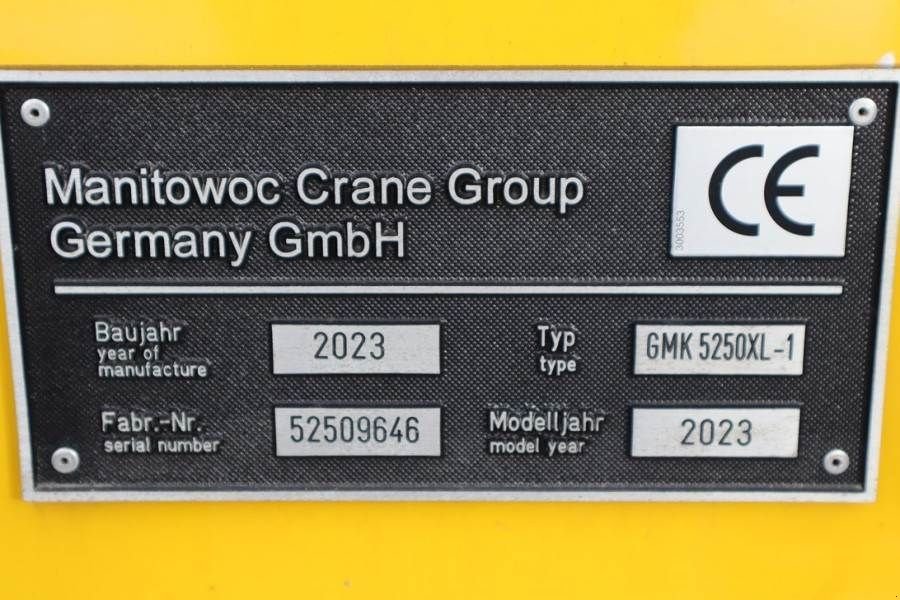 Manitowoc Crane Group
Germany GmbH
CE
3003553
Baujahr
year of
manufacture
2023
Typ
type
GMK 5250XL-1
Fabr.-Nr.
serial number
52509646
Modelljahr
model year
2023